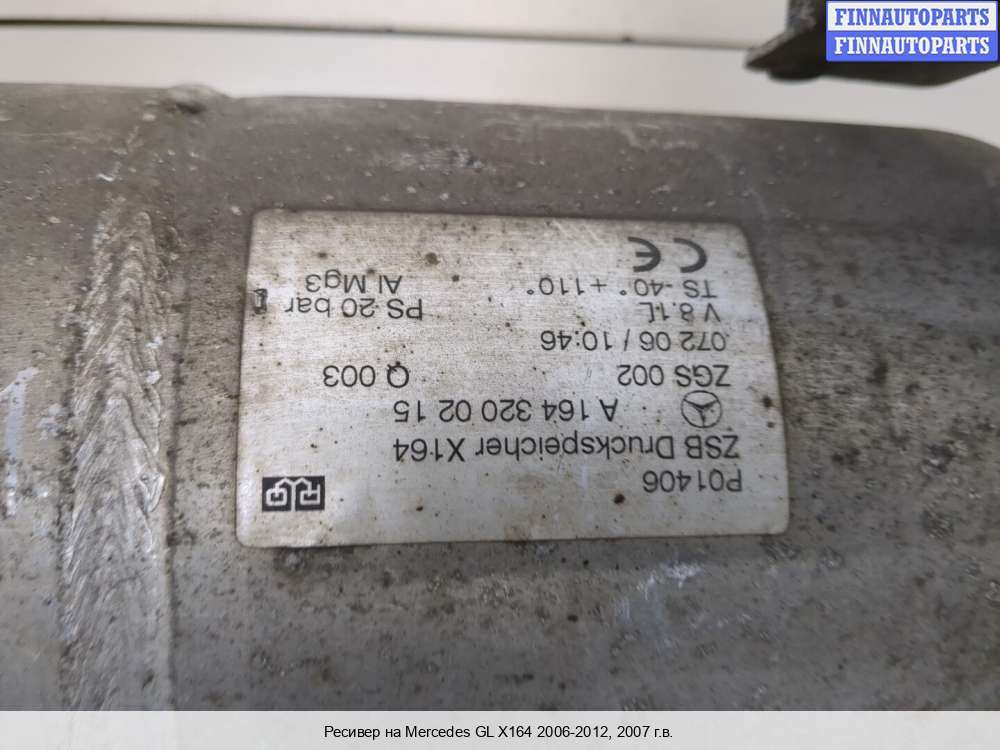 FINNAUTOPARTS
FINNAUTOPARTS
P01406
ZSB Druckspeicher X164
A 164 320 02 15
ZGS 002 Q 003
072 06 / 10:46
V 8.1L PS 20 bar
TS -40° +110° Al Mg3
CE
Ресивер на Mercedes GL X164 2006-2012, 2007 г.в.